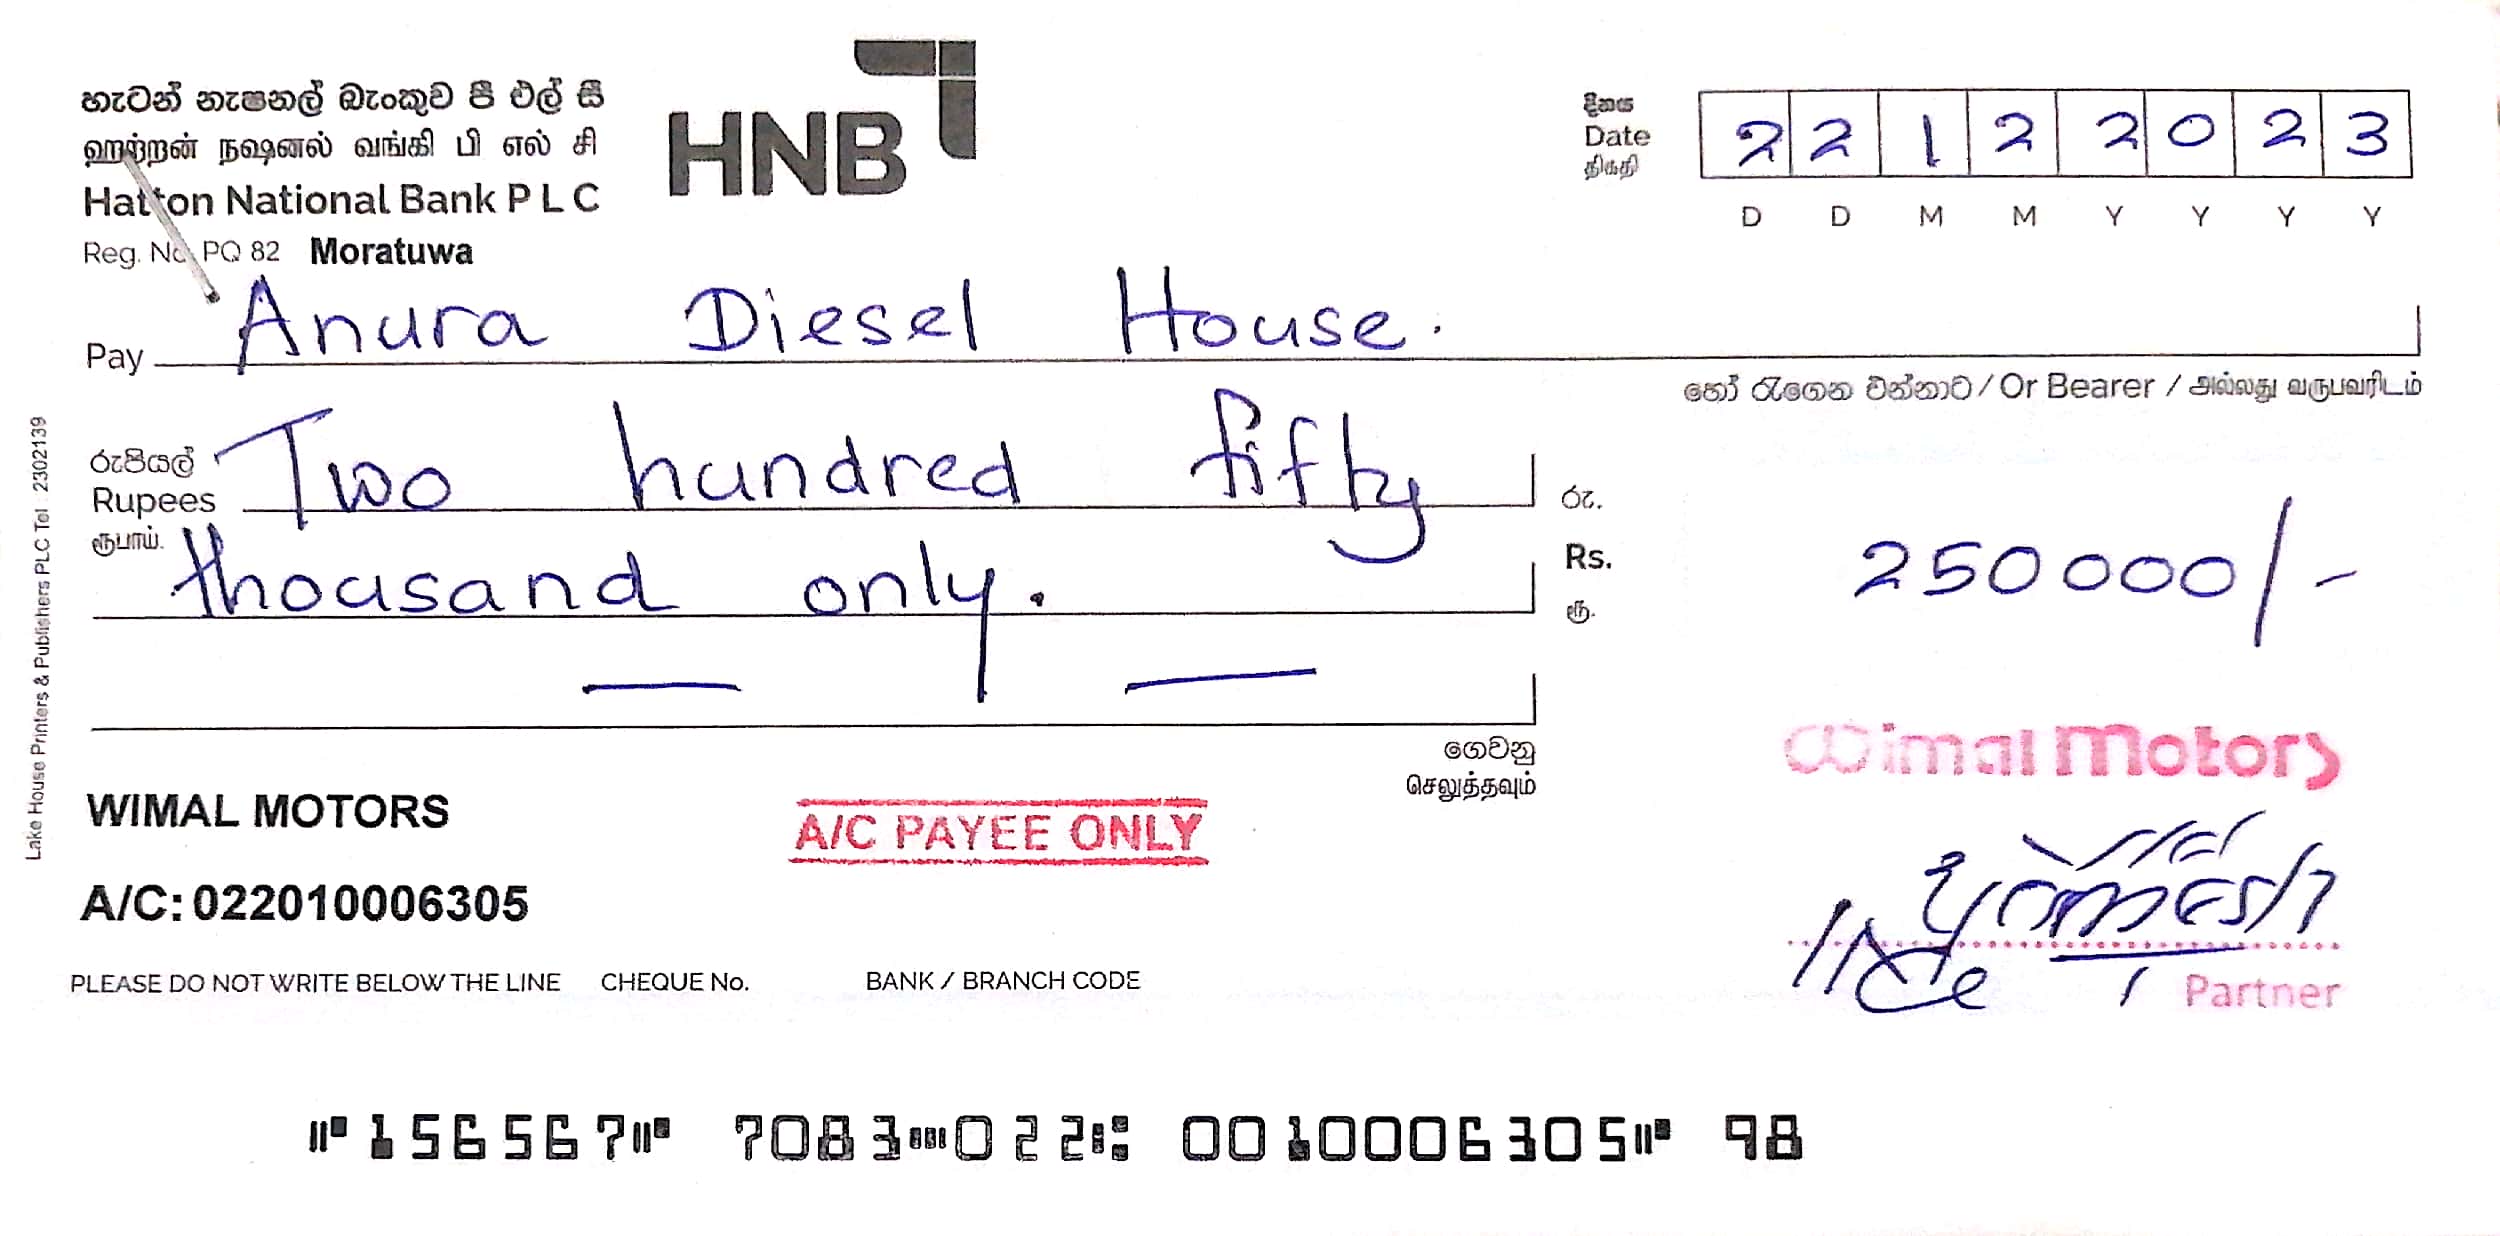 හැටන් නැෂනල් බැංකුව පී එල් සී
ஹற்றன் நஷனல் வங்கி பி எல் சி
Hatton National Bank P L C
Reg. No. PQ 82 Moratuwa
HNB
දිනය
Date
திகதி
2 2 1 2 2 0 2 3
D D M M Y Y Y Y
Pay Anura Diesel House.
හෝ රැගෙන එන්නාට / Or Bearer / அல்லது வருபவரிடம்
රුපියල්
Rupees
ரூபாய்.
Two hundred fifty
thousand only.
රු.
Rs.
ரூ.
250000/-
ගෙවනු
செலுத்தவும்
Lake House Printers & Publishers PLC Tel : 2302139
WIMAL MOTORS
A/C PAYEE ONLY
A/C: 022010006305
Wimal Motors
Partner
PLEASE DO NOT WRITE BELOW THE LINE CHEQUE No. BANK / BRANCH CODE
⑈156567⑈ 7083⑉022⑆ 0010006305⑈ 98